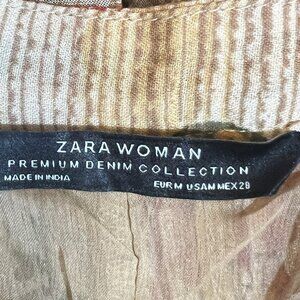 ZARA WOMAN
PREMIUM DENIM COLLECTION
MADE IN INDIA
EUR M USA M MEX 28